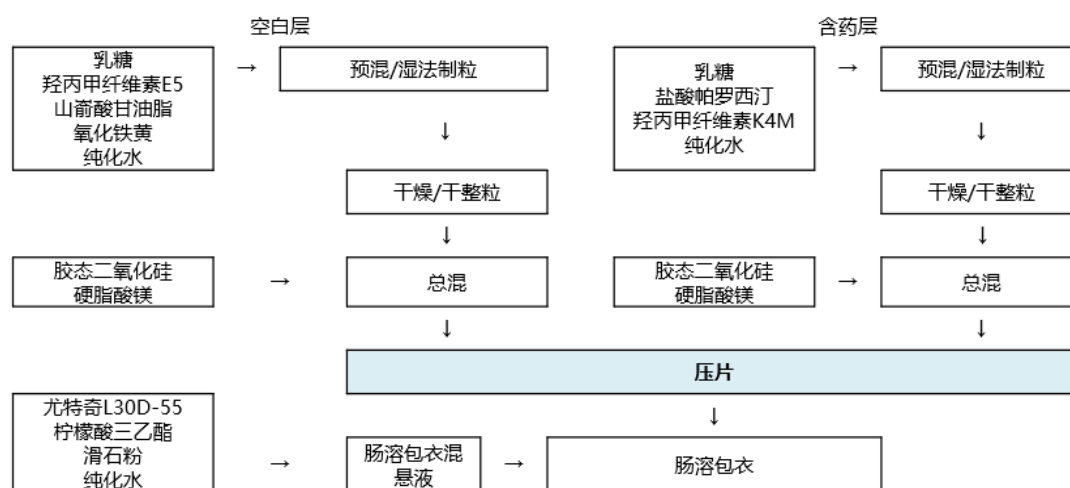 空白层
含药层
乳糖
羟丙甲纤维素E5
山嵛酸甘油脂
氧化铁黄
纯化水
→
预混/湿法制粒
乳糖
盐酸帕罗西汀
羟丙甲纤维素K4M
纯化水
→
预混/湿法制粒
↓
↓
干燥/干整粒
干燥/干整粒
↓
↓
胶态二氧化硅
硬脂酸镁
→
总混
胶态二氧化硅
硬脂酸镁
→
总混
↓
↓
压片
↓
尤特奇L30D-55
柠檬酸三乙酯
滑石粉
纯化水
→
肠溶包衣混
悬液
→
肠溶包衣